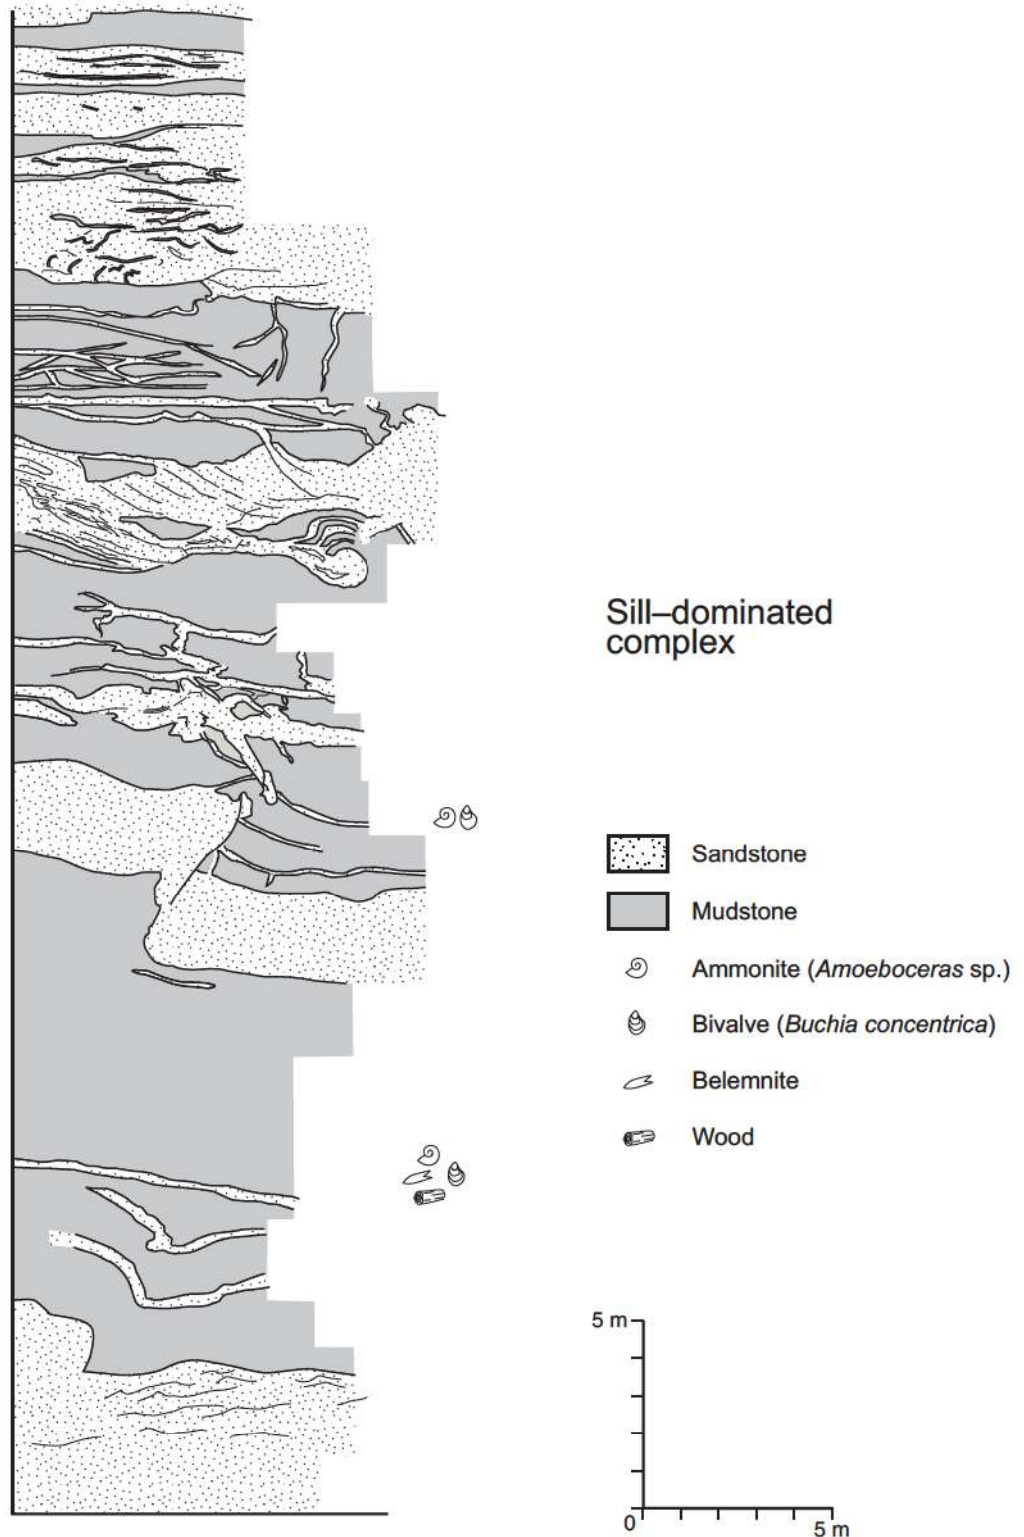 Sill–dominated
complex
Sandstone
Mudstone
Ammonite (Amoeboceras sp.)
Bivalve (Buchia concentrica)
Belemnite
Wood
5 m
0
5 m